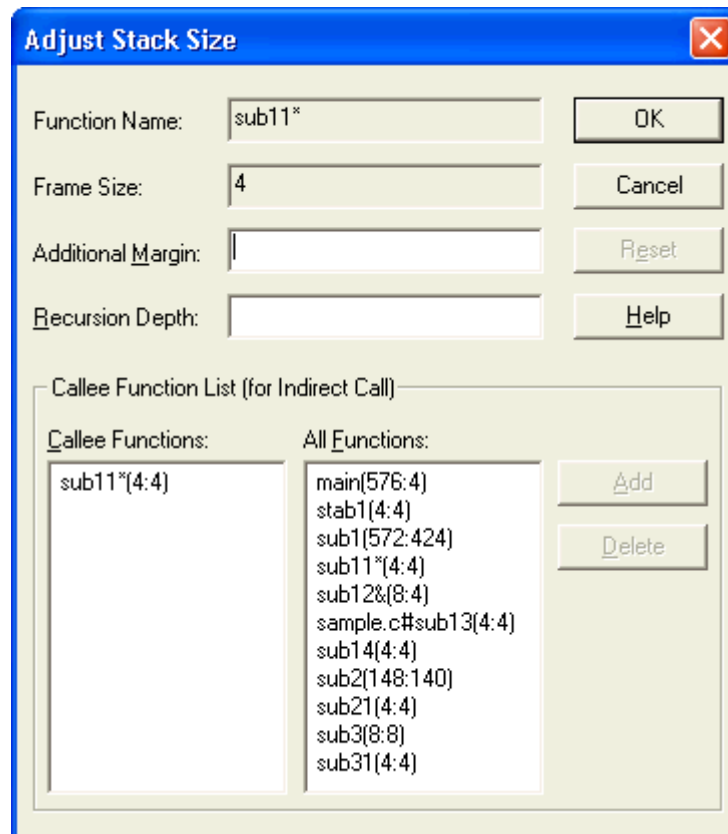 Adjust Stack Size
Function Name: sub11* OK
Frame Size: 4 Cancel
Additional Margin: Reset
Recursion Depth: Help
Callee Function List (for Indirect Call)
Callee Functions: All Functions:
sub11*(4:4) main(576:4) Add
stab1(4:4)
sub1(572:424) Delete
sub11*(4:4)
sub12&(8:4)
sample.c#sub13(4:4)
sub14(4:4)
sub2(148:140)
sub21(4:4)
sub3(8:8)
sub31(4:4)